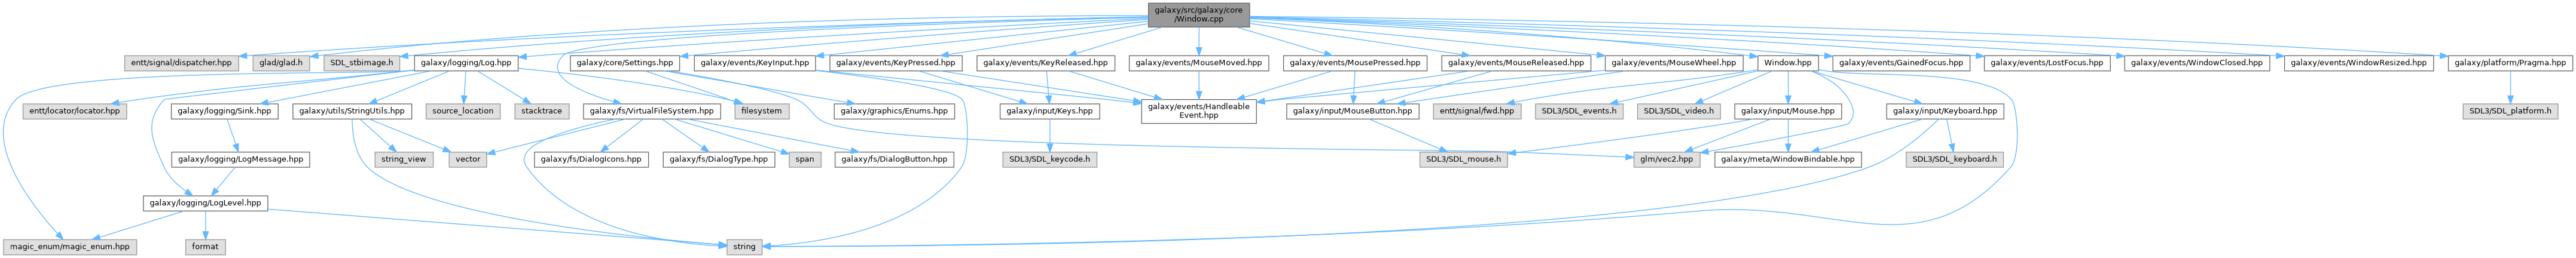 galaxy/src/galaxy/core
/Window.cpp
entt/signal/dispatcher.hpp
glad/glad.h
SDL_stbimage.h
galaxy/logging/Log.hpp
galaxy/core/Settings.hpp
galaxy/events/KeyInput.hpp
galaxy/events/KeyPressed.hpp
galaxy/events/KeyReleased.hpp
galaxy/events/MouseMoved.hpp
galaxy/events/MousePressed.hpp
galaxy/events/MouseReleased.hpp
galaxy/events/MouseWheel.hpp
Window.hpp
galaxy/events/GainedFocus.hpp
galaxy/events/LostFocus.hpp
galaxy/events/WindowClosed.hpp
galaxy/events/WindowResized.hpp
galaxy/platform/Pragma.hpp
entt/locator/locator.hpp
galaxy/logging/Sink.hpp
galaxy/utils/StringUtils.hpp
source_location
stacktrace
galaxy/fs/VirtualFileSystem.hpp
filesystem
galaxy/graphics/Enums.hpp
galaxy/input/Keys.hpp
galaxy/events/Handleable
Event.hpp
galaxy/input/MouseButton.hpp
entt/signal/fwd.hpp
SDL3/SDL_events.h
SDL3/SDL_video.h
galaxy/input/Mouse.hpp
galaxy/input/Keyboard.hpp
SDL3/SDL_platform.h
galaxy/logging/LogMessage.hpp
string_view
vector
galaxy/fs/DialogIcons.hpp
galaxy/fs/DialogType.hpp
span
galaxy/fs/DialogButton.hpp
SDL3/SDL_keycode.h
SDL3/SDL_mouse.h
glm/vec2.hpp
galaxy/meta/WindowBindable.hpp
SDL3/SDL_keyboard.h
galaxy/logging/LogLevel.hpp
magic_enum/magic_enum.hpp
format
string